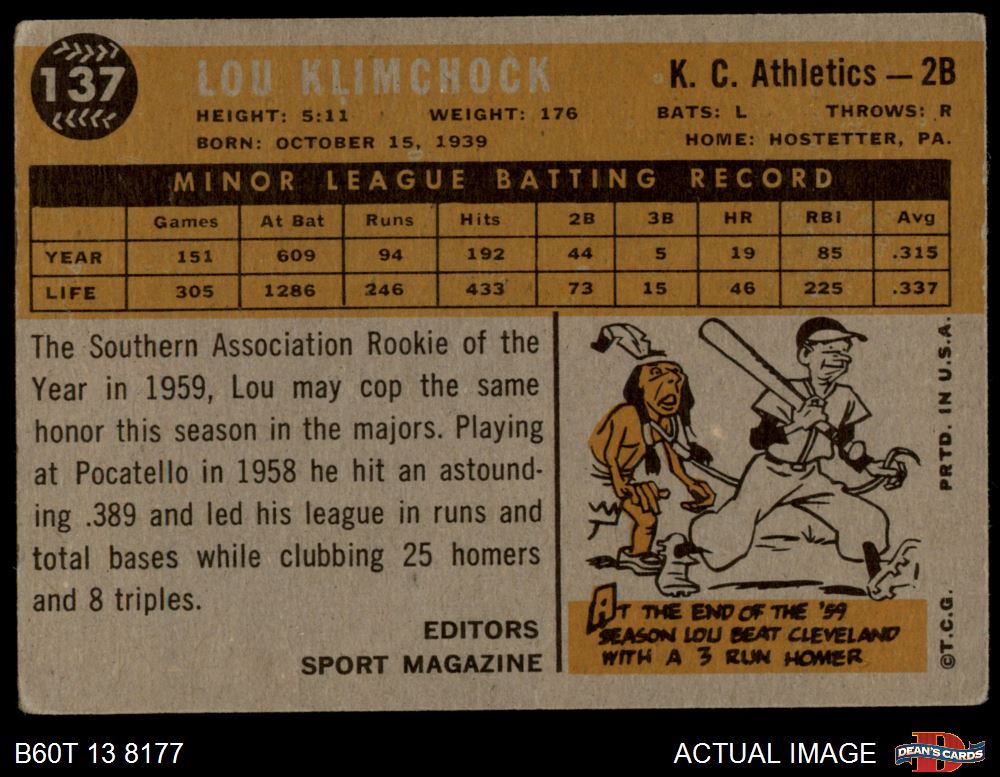 137
LOU KLIMCHOCK
K. C. Athletics — 2B
HEIGHT: 5:11 WEIGHT: 176 BATS: L THROWS: R
BORN: OCTOBER 15, 1939 HOME: HOSTETTER, PA.
MINOR LEAGUE BATTING RECORD
Games At Bat Runs Hits 2B 3B HR RBI Avg
YEAR 151 609 94 192 44 5 19 85 .315
LIFE 305 1286 246 433 73 15 46 225 .337
The Southern Association Rookie of the
Year in 1959, Lou may cop the same
honor this season in the majors. Playing
at Pocatello in 1958 he hit an astound-
ing .389 and led his league in runs and
total bases while clubbing 25 homers
and 8 triples.
EDITORS
SPORT MAGAZINE
AT THE END OF THE '59
SEASON LOU BEAT CLEVELAND
WITH A 3 RUN HOMER
©T.C.G. PRTD. IN U.S.A.
B60T 13 8177
ACTUAL IMAGE
DEAN'S CARDS